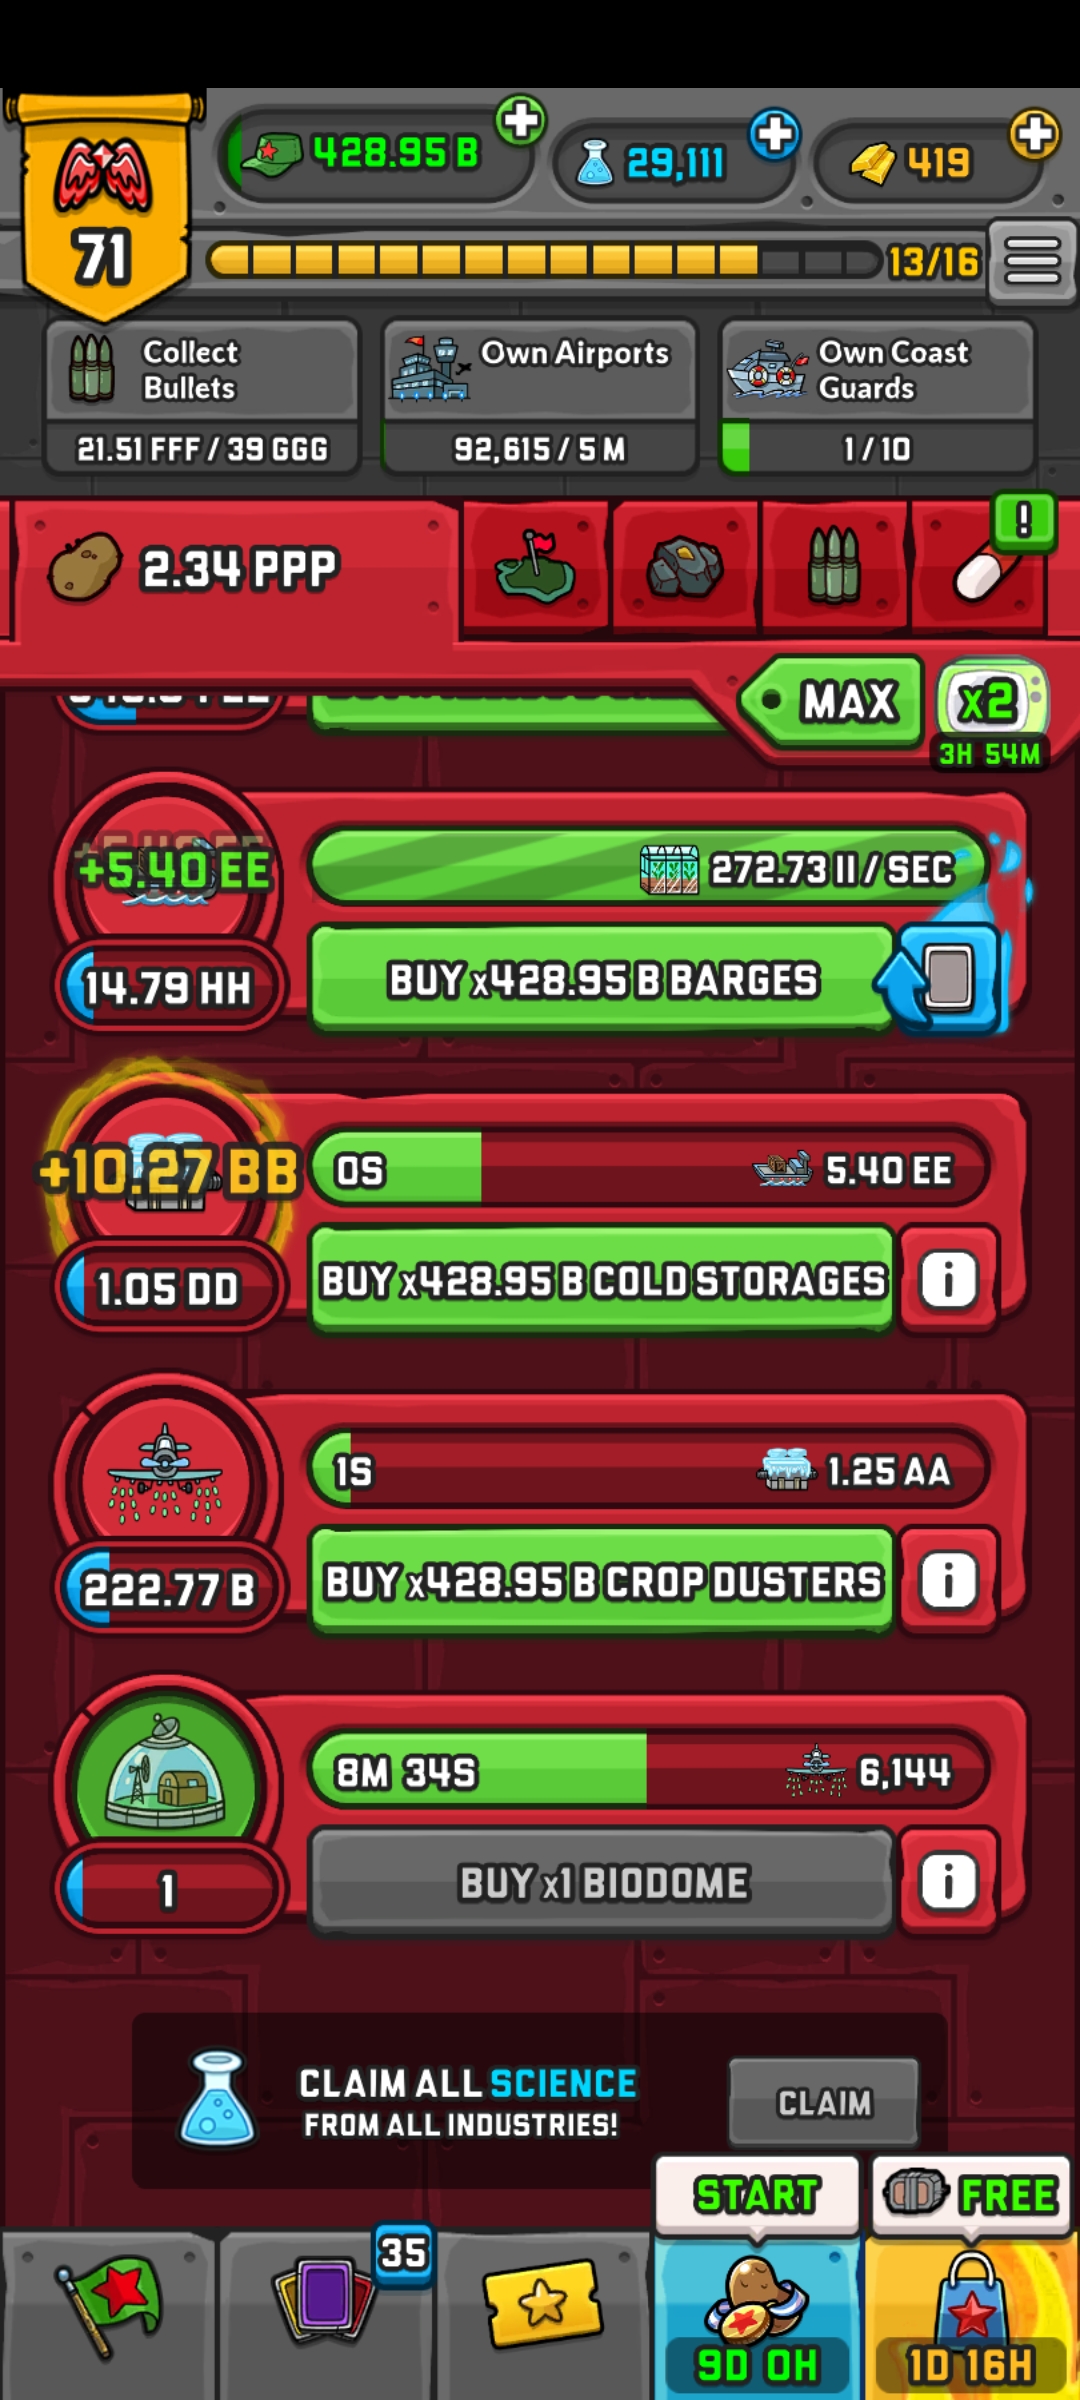 71
428.95 B
29,111
419
13/16
Collect
Bullets
21.51 FFF / 39 GGG
Own Airports
92,615 / 5 M
Own Coast
Guards
1 / 10
2.34 PPP
!
MAX
x2
3H 54M
+5.40 EE
272.73 II / SEC
14.79 HH
BUY x428.95 B BARGES
+10.27 BB
0S
5.40 EE
1.05 DD
BUY x428.95 B COLD STORAGES
i
1S
1.25 AA
222.77 B
BUY x428.95 B CROP DUSTERS
i
8M 34S
6,144
1
BUY x1 BIODOME
i
CLAIM ALL SCIENCE
FROM ALL INDUSTRIES!
CLAIM
START
FREE
35
9D 0H
1D 16H